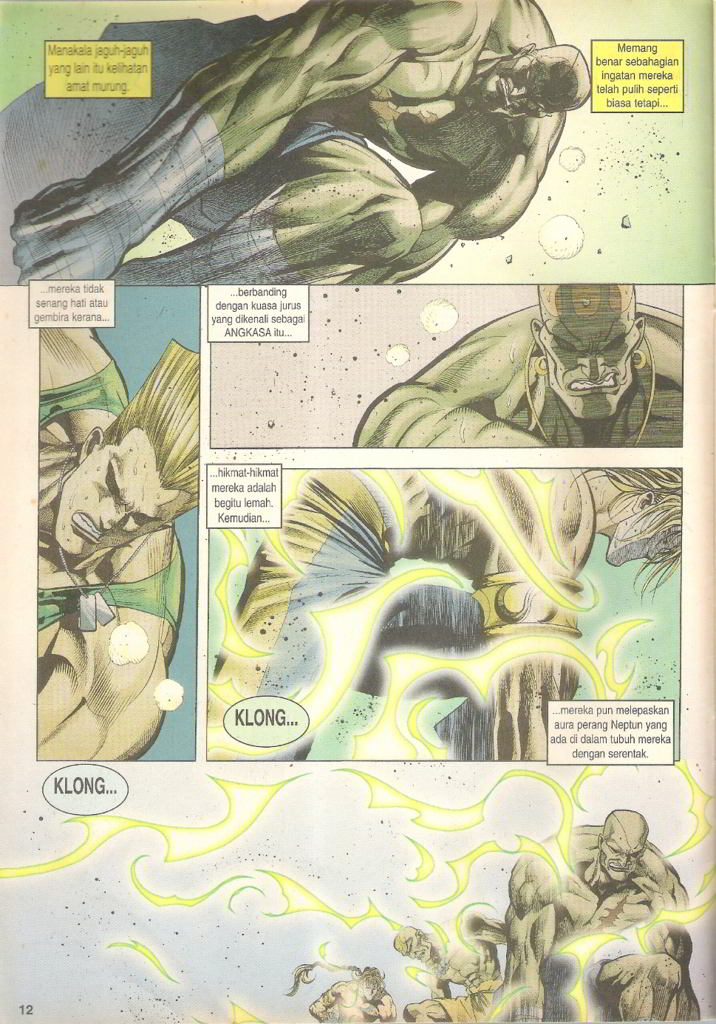 Manakala jaguh-jaguh
yang lain itu kelihatan
amat murung.
Memang
benar sebahagian
ingatan mereka
telah pulih seperti
biasa tetapi...
...mereka tidak
senang hati atau
gembira kerana...
...berbanding
dengan kuasa jurus
yang dikenali sebagai
ANGKASA itu...
...hikmat-hikmat
mereka adalah
begitu lemah.
Kemudian...
KLONG...
...mereka pun melepaskan
aura perang Neptun yang
ada di dalam tubuh mereka
dengan serentak.
KLONG...
12